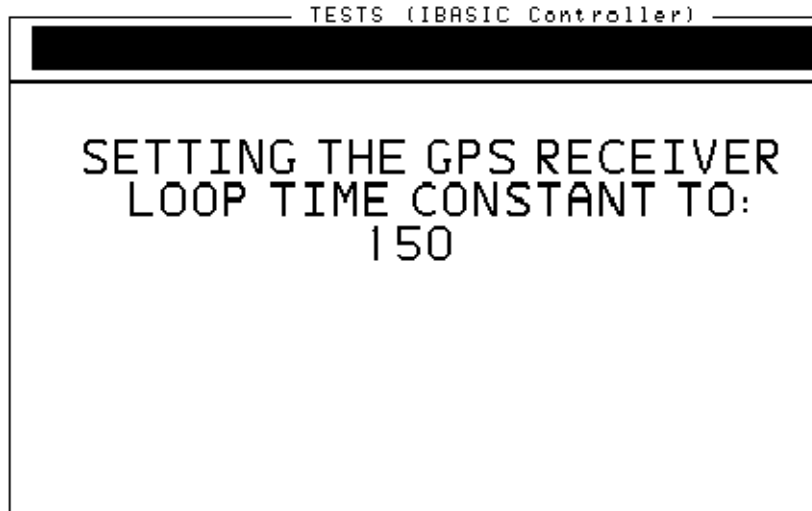 TESTS (IBASIC Controller)
SETTING THE GPS RECEIVER
LOOP TIME CONSTANT TO:
150